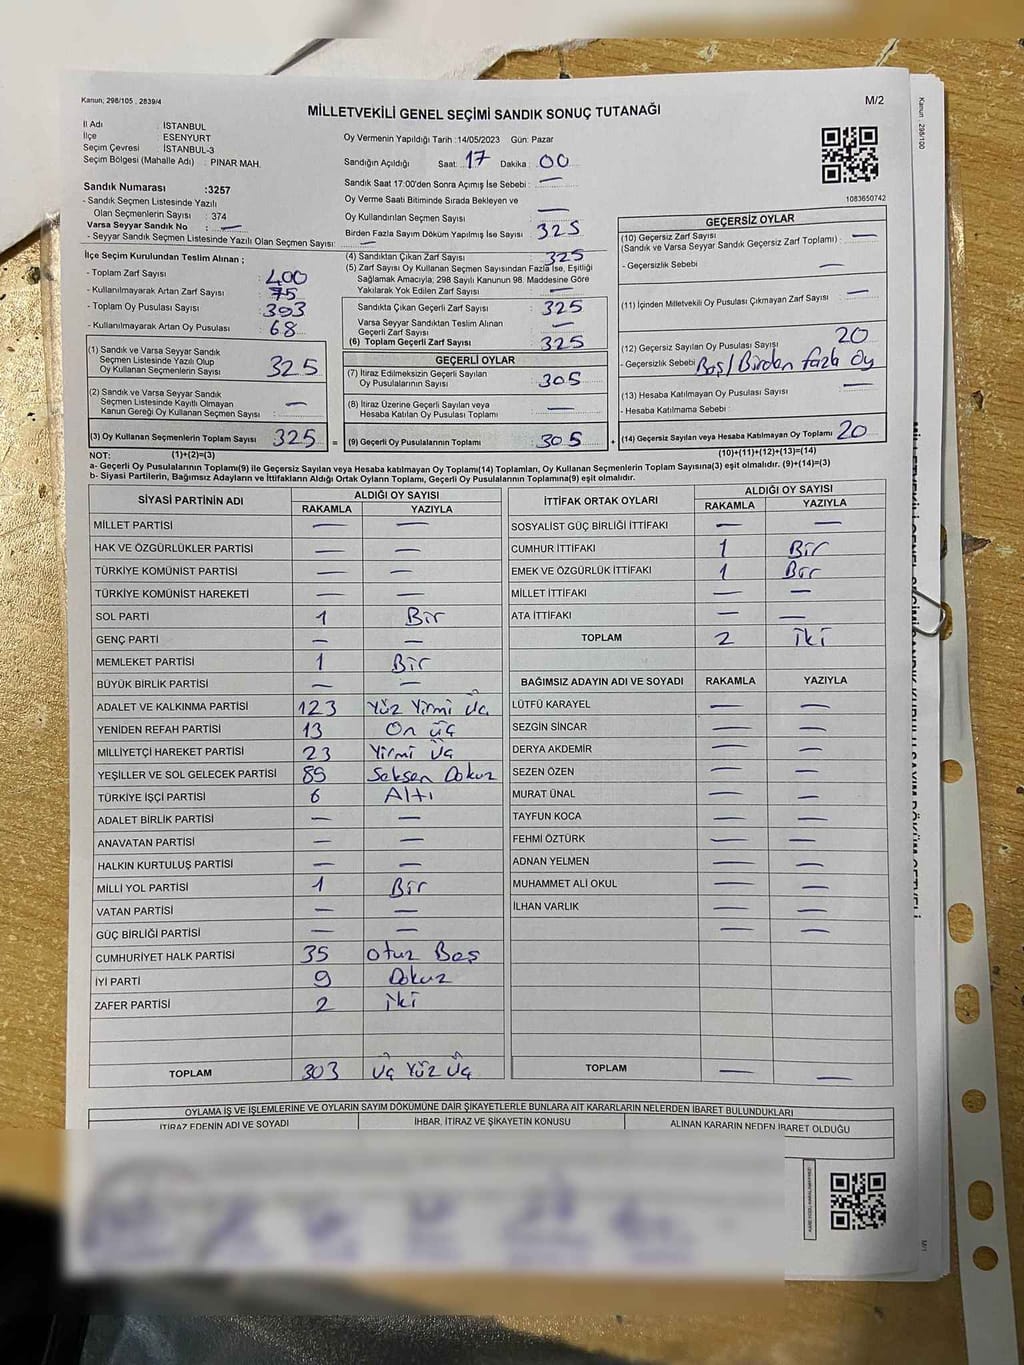 Kanun; 298/105 , 2839/4
MİLLETVEKİLİ GENEL SEÇİMİ SANDIK SONUÇ TUTANAĞI
M/2
İl Adı : İSTANBUL
İlçe : ESENYURT
Seçim Çevresi : İSTANBUL-3
Seçim Bölgesi (Mahalle Adı) : PINAR MAH.
Oy Vermenin Yapıldığı Tarih :14/05/2023 Gün: Pazar
Sandığın Açıldığı Saat: 17 Dakika : 00
Sandık Saat 17:00'den Sonra Açımış İse Sebebi : —
Oy Verme Saati Bitiminde Sırada Bekleyen ve
Oy Kullandırılan Seçmen Sayısı —
Birden Fazla Sayım Döküm Yapılmış İse Sayısı : 325
1083650742
Sandık Numarası :3257
- Sandık Seçmen Listesinde Yazılı
Olan Seçmenlerin Sayısı : 374
Varsa Seyyar Sandık No : —
- Seyyar Sandık Seçmen Listesinde Yazılı Olan Seçmen Sayısı: —
İlçe Seçim Kurulundan Teslim Alınan ;
- Toplam Zarf Sayısı : 400
- Kullanılmayarak Artan Zarf Sayısı : 75
- Toplam Oy Pusulası Sayısı : 393
- Kullanılmayarak Artan Oy Pusulası : 68
(1) Sandık ve Varsa Seyyar Sandık
Seçmen Listesinde Yazılı Olup
Oy Kullanan Seçmenlerin Sayısı : 325
(2) Sandık ve Varsa Seyyar Sandık
Seçmen Listesinde Kayıtlı Olmayan
Kanun Gereği Oy Kullanan Seçmen Sayısı : —
(3) Oy Kullanan Seçmenlerin Toplam Sayısı 325 =
(4) Sandıktan Çıkan Zarf Sayısı : 325
(5) Zarf Sayısı Oy Kullanan Seçmen Sayısından Fazla İse, Eşitliği
Sağlamak Amacıyla; 298 Sayılı Kanunun 98. Maddesine Göre
Yakılarak Yok Edilen Zarf Sayısı : —
Sandıkta Çıkan Geçerli Zarf Sayısı : 325
Varsa Seyyar Sandıktan Teslim Alınan
Geçerli Zarf Sayısı : —
(6) Toplam Geçerli Zarf Sayısı : 325
GEÇERLİ OYLAR
(7) İtiraz Edilmeksizin Geçerli Sayılan
Oy Pusulalarının Sayısı : 305
(8) İtiraz Üzerine Geçerli Sayılan veya
Hesaba Katılan Oy Pusulası Toplamı : —
(9) Geçerli Oy Pusulalarının Toplamı : 305 +
GEÇERSİZ OYLAR
(10) Geçersiz Zarf Sayısı
(Sandık ve Varsa Seyyar Sandık Geçersiz Zarf Toplamı) : —
- Geçersizlik Sebebi —
(11) İçinden Milletvekili Oy Pusulası Çıkmayan Zarf Sayısı : —
(12) Geçersiz Sayılan Oy Pusulası Sayısı : 20
- Geçersizlik Sebebi Boş / Birden fazla oy
(13) Hesaba Katılmayan Oy Pusulası Sayısı : —
- Hesaba Katılmama Sebebi :
(14) Geçersiz Sayılan veya Hesaba Katılmayan Oy Toplamı 20
NOT: (1)+(2)=(3) (10)+(11)+(12)+(13)=(14)
a- Geçerli Oy Pusulalarının Toplamı(9) ile Geçersiz Sayılan veya Hesaba katılmayan Oy Toplamı(14) Toplamları, Oy Kullanan Seçmenlerin Toplam Sayısına(3) eşit olmalıdır. (9)+(14)=(3)
b- Siyasi Partilerin, Bağımsız Adayların ve İttifakların Aldığı Ortak Oyların Toplamı, Geçerli Oy Pusulalarının Toplamına(9) eşit olmalıdır.
SİYASİ PARTİNİN ADI ALDIĞI OY SAYISI
RAKAMLA YAZIYLA
MİLLET PARTİSİ — —
HAK VE ÖZGÜRLÜKLER PARTİSİ — —
TÜRKİYE KOMÜNİST PARTİSİ — —
TÜRKİYE KOMÜNİST HAREKETİ — —
SOL PARTİ 1 Bir
GENÇ PARTİ — —
MEMLEKET PARTİSİ 1 Bir
BÜYÜK BİRLİK PARTİSİ — —
ADALET VE KALKINMA PARTİSİ 123 Yüz Yirmi Üç
YENİDEN REFAH PARTİSİ 13 On üç
MİLLİYETÇİ HAREKET PARTİSİ 23 Yirmi Üç
YEŞİLLER VE SOL GELECEK PARTİSİ 89 Seksen Dokuz
TÜRKİYE İŞÇİ PARTİSİ 6 Altı
ADALET BİRLİK PARTİSİ — —
ANAVATAN PARTİSİ — —
HALKIN KURTULUŞ PARTİSİ — —
MİLLİ YOL PARTİSİ 1 Bir
VATAN PARTİSİ — —
GÜÇ BİRLİĞİ PARTİSİ — —
CUMHURİYET HALK PARTİSİ 35 Otuz Beş
İYİ PARTİ 9 Dokuz
ZAFER PARTİSİ 2 iki
TOPLAM 303 Üç Yüz Üç
İTTİFAK ORTAK OYLARI ALDIĞI OY SAYISI
RAKAMLA YAZIYLA
SOSYALİST GÜÇ BİRLİĞİ İTTİFAKI — —
CUMHUR İTTİFAKI 1 Bir
EMEK VE ÖZGÜRLÜK İTTİFAKI 1 Bir
MİLLET İTTİFAKI — —
ATA İTTİFAKI — —
TOPLAM 2 iki
BAĞIMSIZ ADAYIN ADI VE SOYADI RAKAMLA YAZIYLA
LÜTFÜ KARAYEL — —
SEZGİN SİNCAR — —
DERYA AKDEMİR — —
SEZEN ÖZEN — —
MURAT ÜNAL — —
TAYFUN KOCA — —
FEHMİ ÖZTÜRK — —
ADNAN YELMEN — —
MUHAMMET ALİ OKUL — —
İLHAN VARLIK — —
— —
TOPLAM — —
OYLAMA İŞ VE İŞLEMLERİNE VE OYLARIN SAYIM DÖKÜMÜNE DAİR ŞİKAYETLERLE BUNLARA AİT KARARLARIN NELERDEN İBARET BULUNDUKLARI
İTİRAZ EDENİN ADI VE SOYADI İHBAR, İTİRAZ VE ŞİKAYETİN KONUSU ALINAN KARARIN NEDEN İBARET OLDUĞU
Kanun ; 298/100
M/1